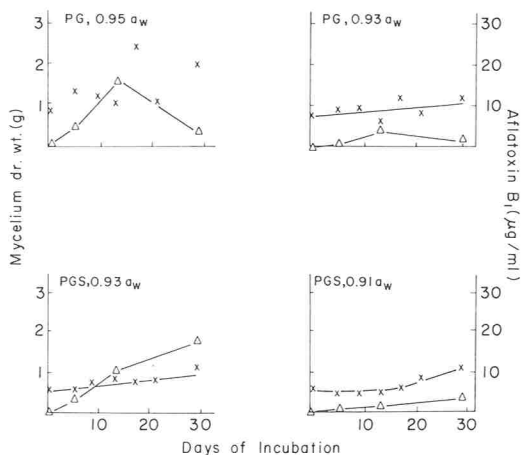 PG, 0.95 aw
3
2
1
PG, 0.93 aw
30
20
10
Mycelium dr. wt. (g)
Aflatoxin B1 (µg/ml)
PGS, 0.93 aw
3
2
1
10 20 30
PGS, 0.91 aw
30
20
10
10 20 30
Days of Incubation